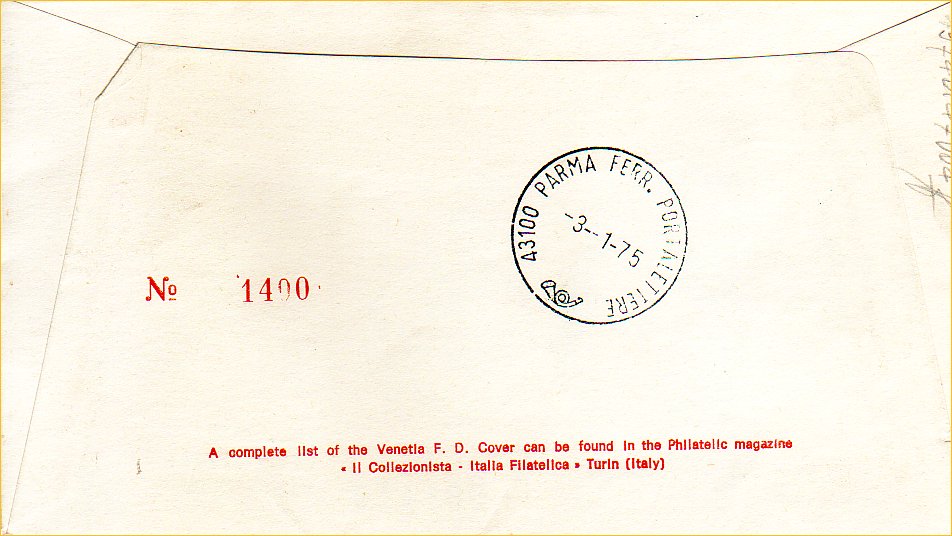 43100 PARMA FERR. PORTALETTERE
-3--1-75
No 1400
A complete list of the Venetia F. D. Cover can be found in the Philatelic magazine
« Il Collezionista - Italia Filatelica » Turin (Italy)